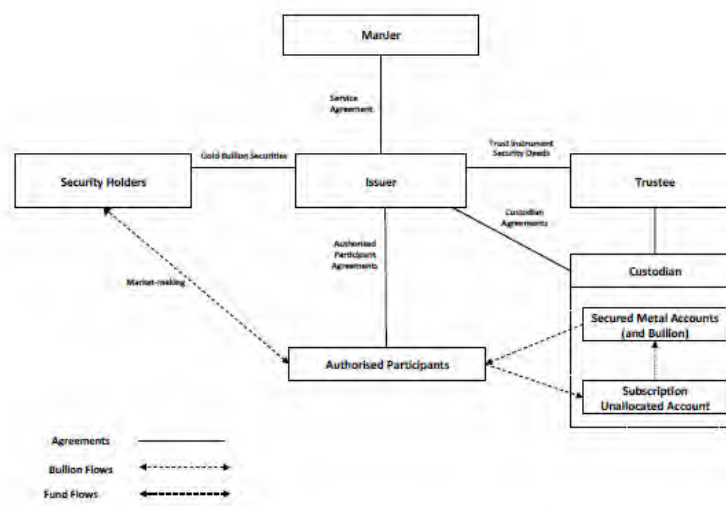 ManJer
Service
Agreement
Gold Bullion Securities
Trust Instrument
Security Deeds
Security Holders
Issuer
Trustee
Custodian
Agreements
Authorised
Participant
Agreements
Custodian
Market-making
Secured Metal Accounts
(and Bullion)
Authorised Participants
Subscription
Unallocated Account
Agreements
Bullion Flows
Fund Flows